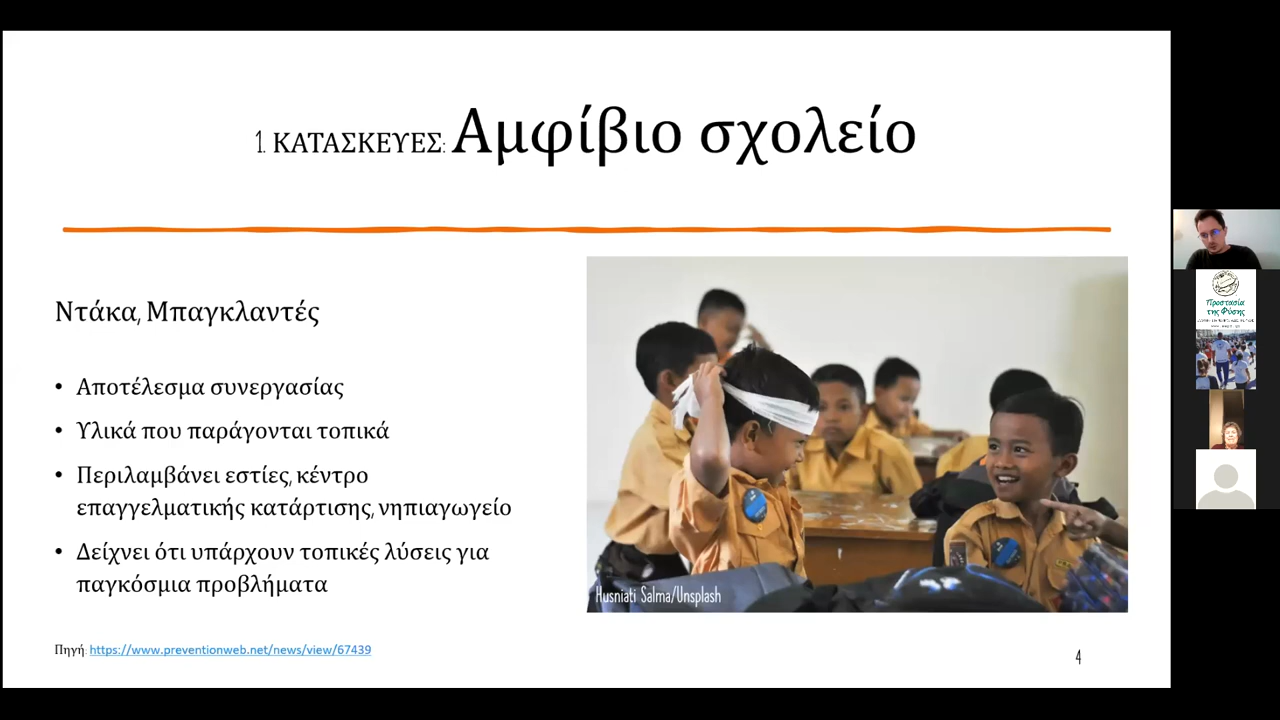 1. ΚΑΤΑΣΚΕΥΕΣ: Αμφίβιο σχολείο
Ντάκα, Μπαγκλαντές
• Αποτέλεσμα συνεργασίας
• Υλικά που παράγονται τοπικά
• Περιλαμβάνει εστίες, κέντρο
επαγγελματικής κατάρτισης, νηπιαγωγείο
• Δείχνει ότι υπάρχουν τοπικές λύσεις για
παγκόσμια προβλήματα
Husniati Salma/Unsplash
Πηγή: https://www.preventionweb.net/news/view/67439
4
Προστασία
της Φύσης